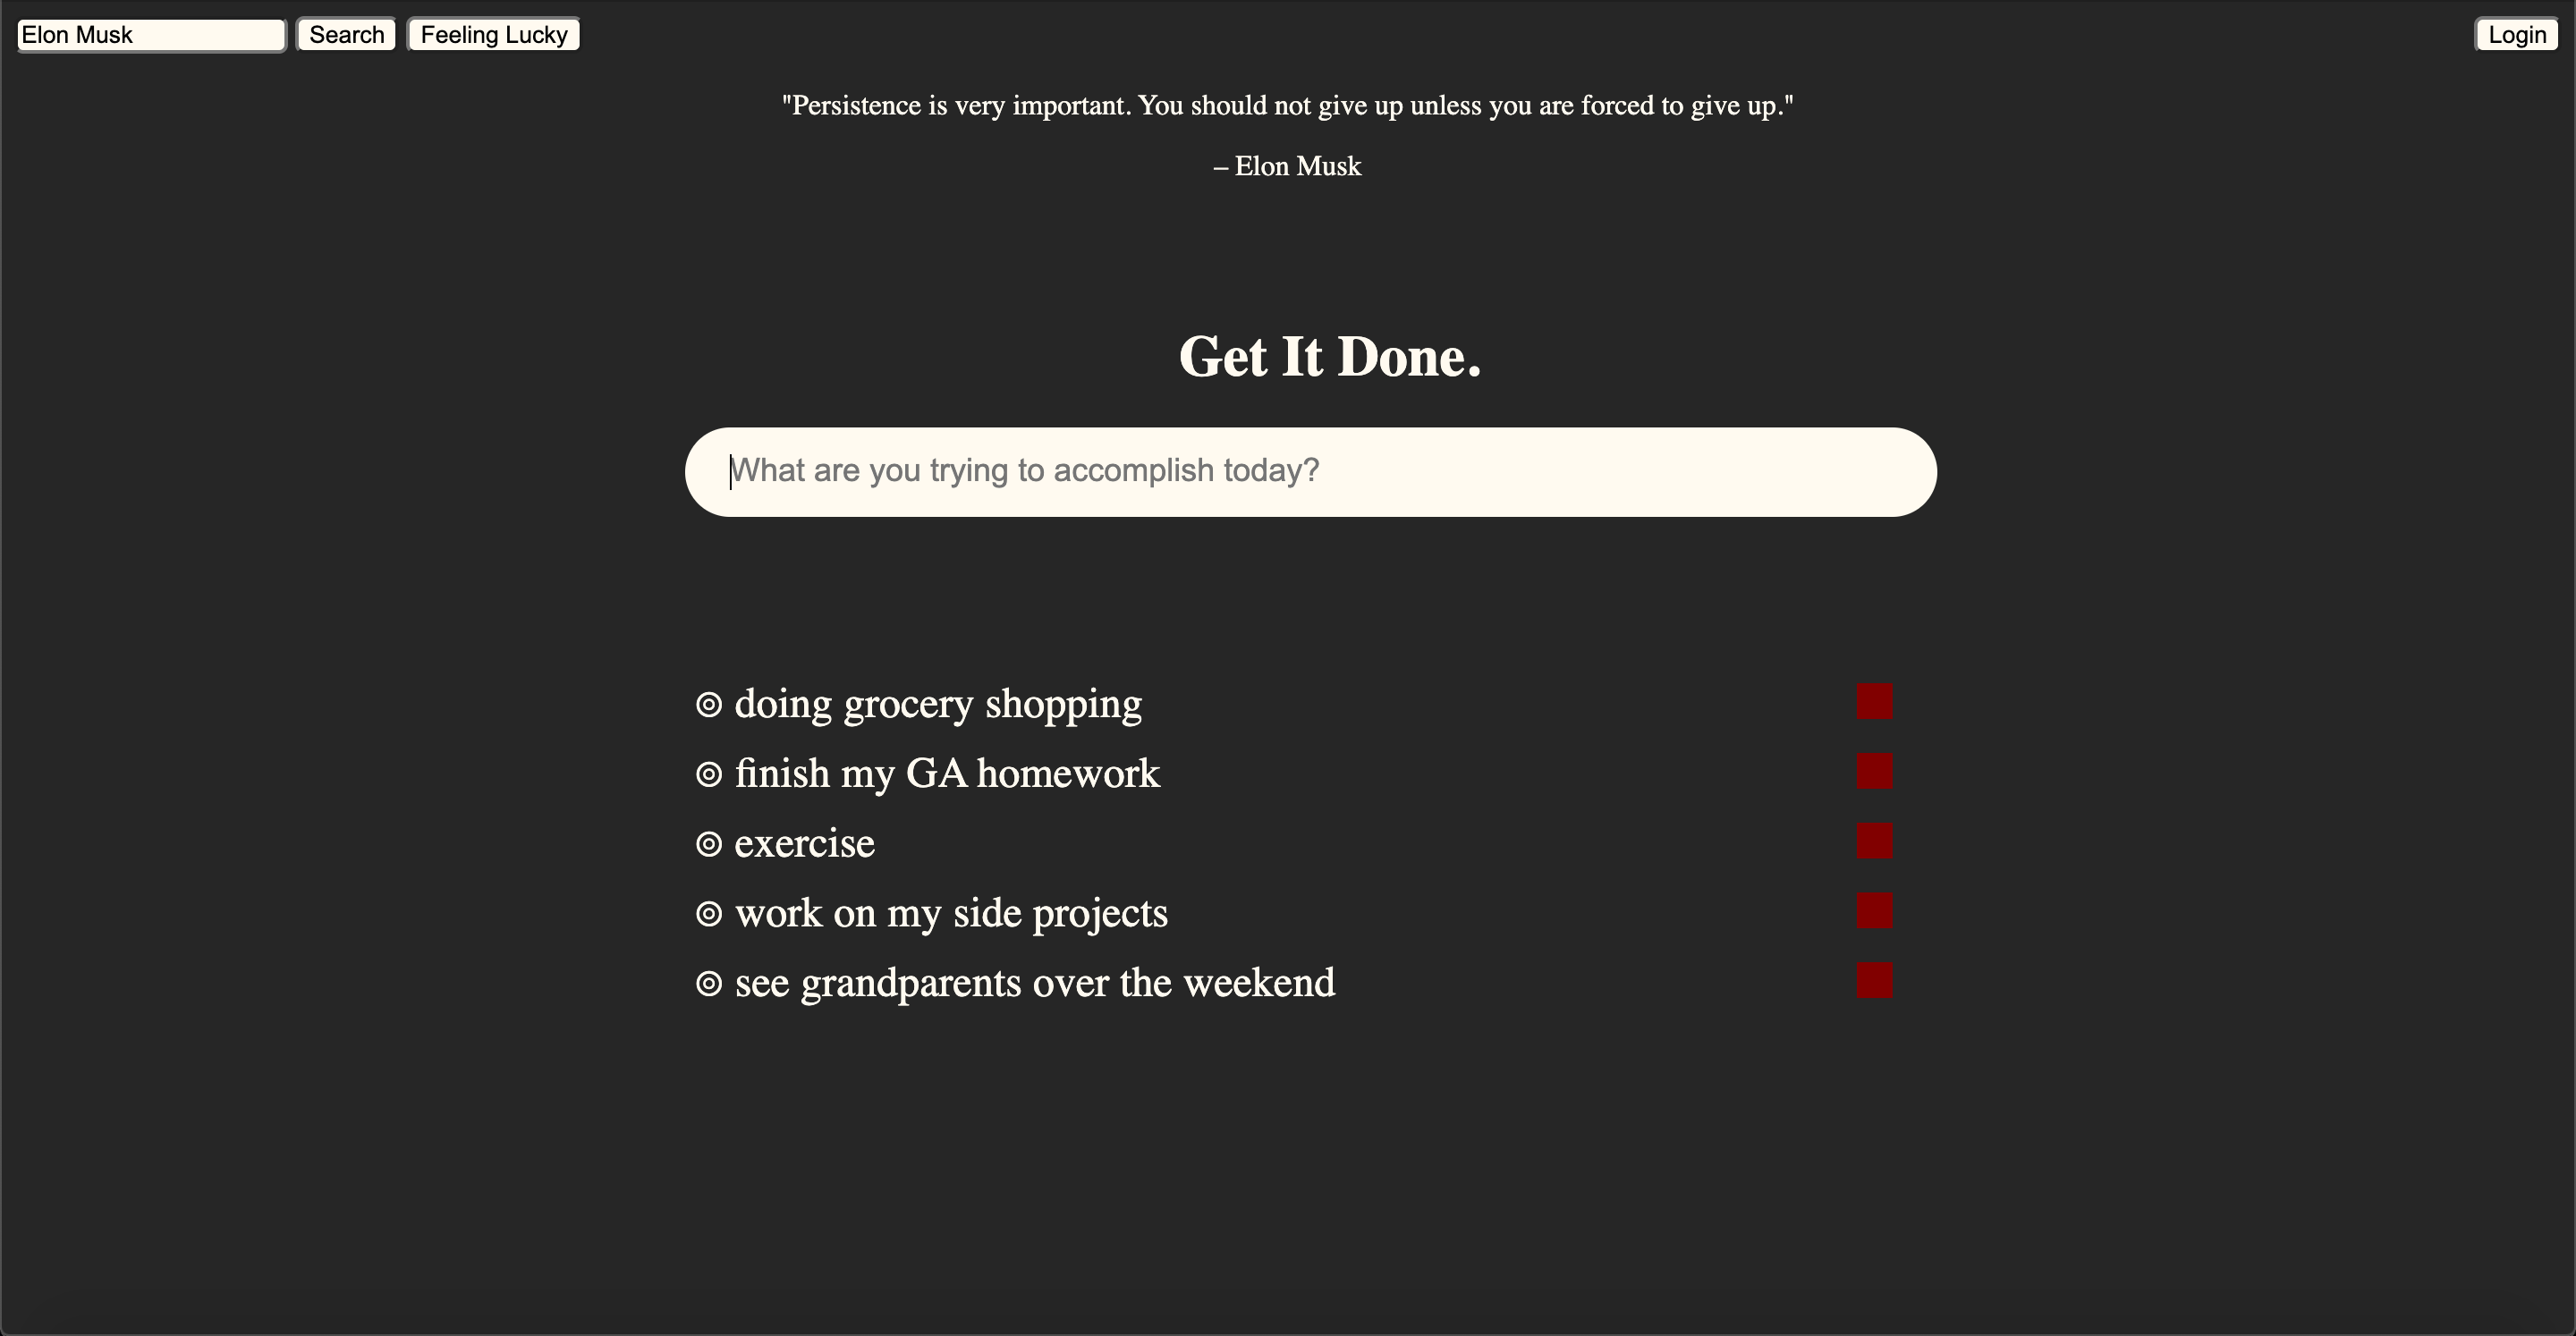 Elon Musk Search Feeling Lucky Login
"Persistence is very important. You should not give up unless you are forced to give up."
– Elon Musk
Get It Done.
What are you trying to accomplish today?
⌾ doing grocery shopping
⌾ finish my GA homework
⌾ exercise
⌾ work on my side projects
⌾ see grandparents over the weekend